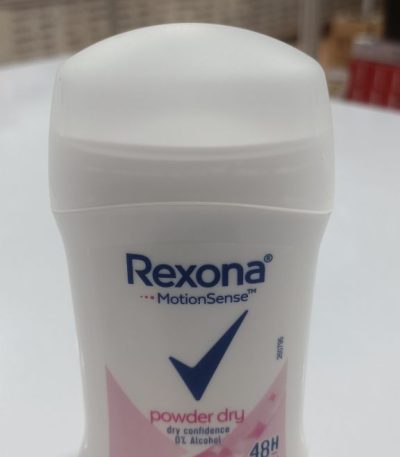 Rexona®
MotionSense™
powder dry
dry confidence
0% Alcohol
48H